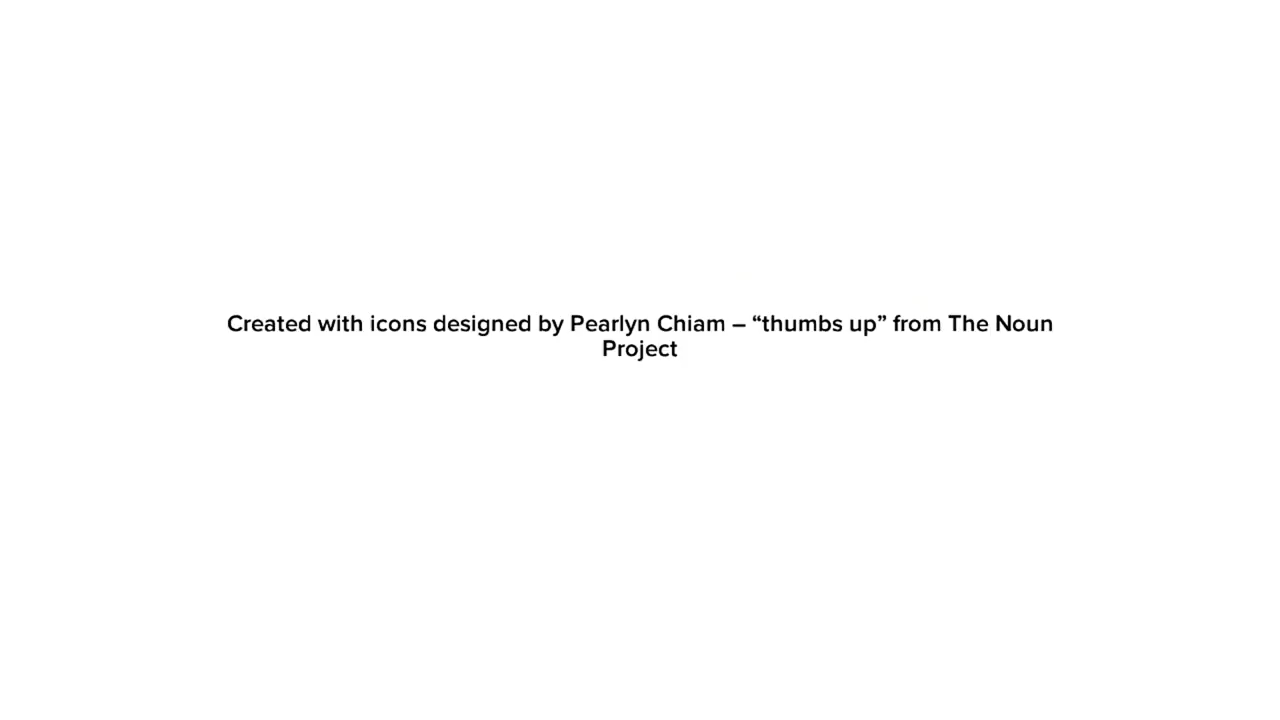 Created with icons designed by Pearlyn Chiam – “thumbs up” from The Noun
Project